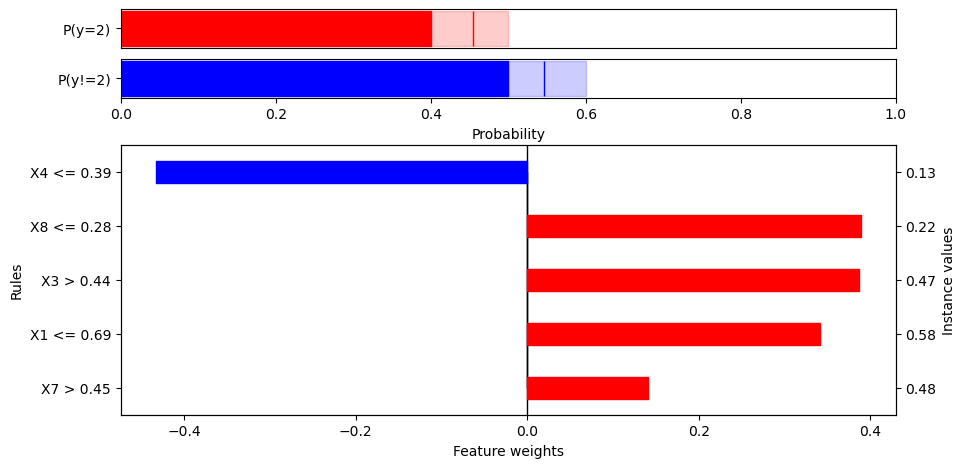 P(y=2)
P(y!=2)
0.0 0.2 0.4 0.6 0.8 1.0
Probability
X4 <= 0.39 0.13
X8 <= 0.28 0.22
X3 > 0.44 0.47
X1 <= 0.69 0.58
X7 > 0.45 0.48
Rules
Instance values
−0.4 −0.2 0.0 0.2 0.4
Feature weights